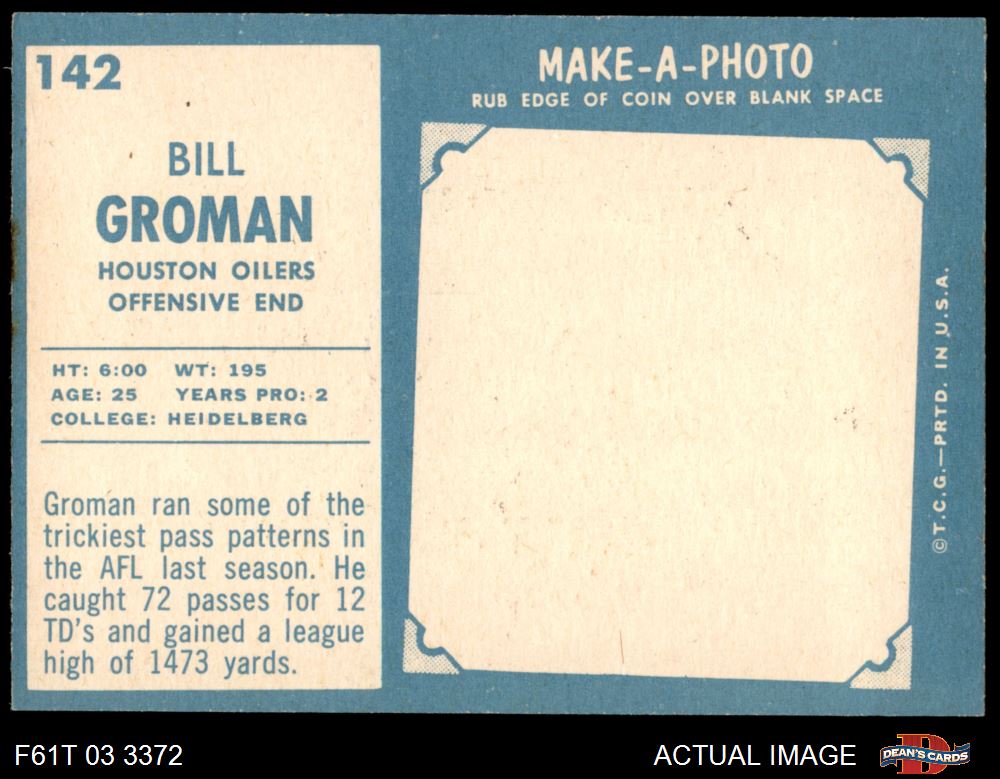 142
BILL
GROMAN
HOUSTON OILERS
OFFENSIVE END
HT: 6:00 WT: 195
AGE: 25 YEARS PRO: 2
COLLEGE: HEIDELBERG
Groman ran some of the
trickiest pass patterns in
the AFL last season. He
caught 72 passes for 12
TD's and gained a league
high of 1473 yards.
MAKE-A-PHOTO
RUB EDGE OF COIN OVER BLANK SPACE
©T.C.G.—PRTD. IN U.S.A.
F61T 03 3372
ACTUAL IMAGE
D
DEAN'S CARDS